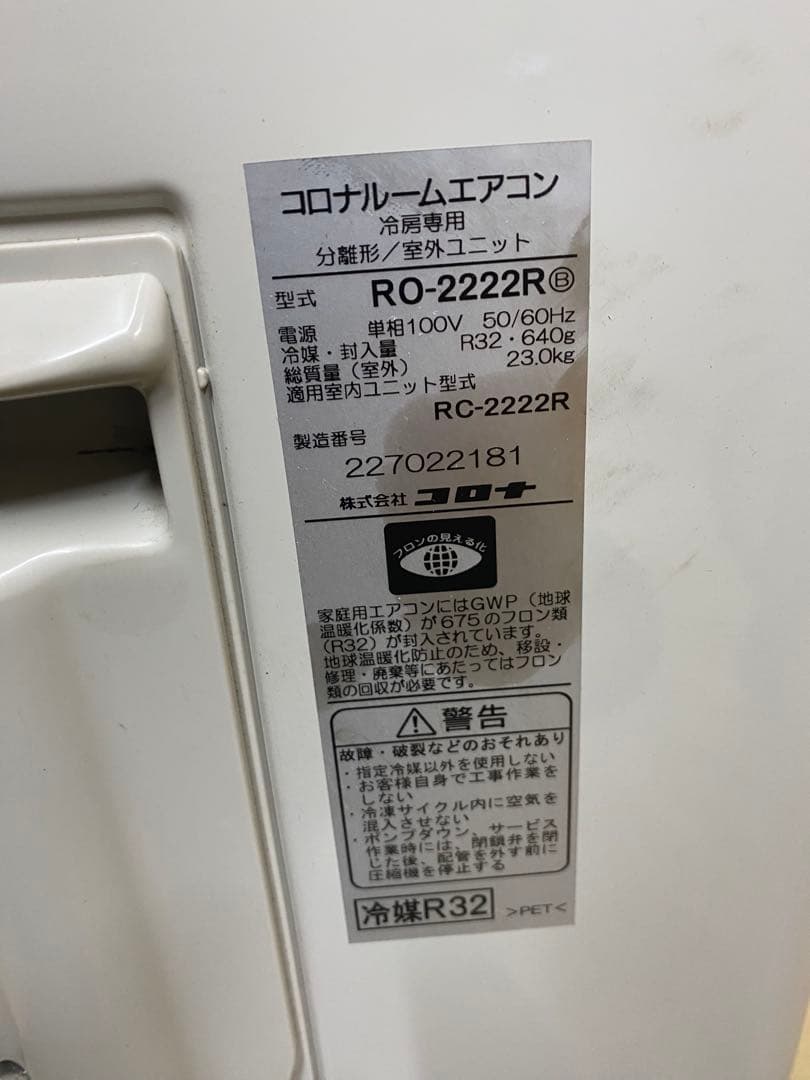 コロナルームエアコン
冷房専用
分離形/室外ユニット
型式 RO-2222RⒷ
電源 単相100V 50/60Hz
冷媒・封入量 R32・640g
総質量（室外） 23.0kg
適用室内ユニット型式
RC-2222R
製造番号
227022181
株式会社 コロナ
フロンの見える化
家庭用エアコンにはGWP（地球
温暖化係数）が675のフロン類
（R32）が封入されています。
地球温暖化防止のため、移設・
修理・廃棄等にあたってはフロン
類の回収が必要です。
⚠警告
故障・破裂などのおそれあり
・指定冷媒以外を使用しない
・お客様自身で工事作業を
しない
・冷凍サイクル内に空気を
混入させない
・ポンプダウン、サービス
作業時には、閉鎖弁を閉
じた後、配管を外す前に
圧縮機を停止する
冷媒R32 >PET<